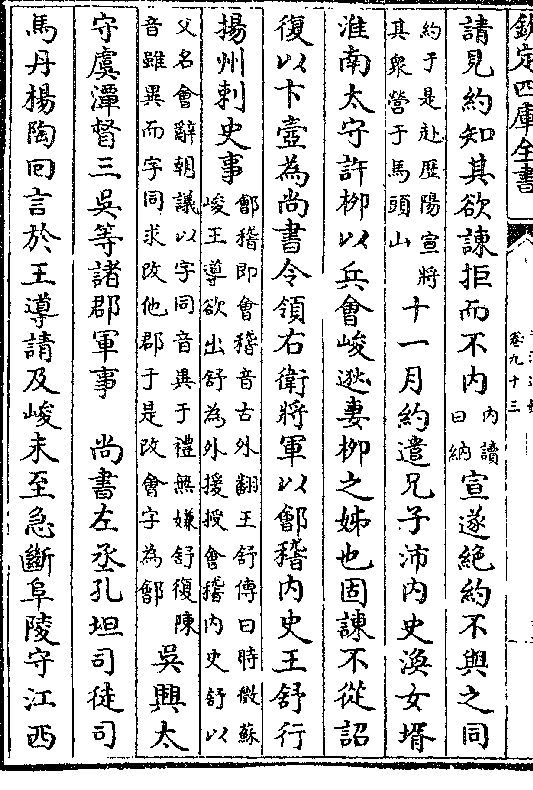 欽定四庫全書
卷九十三
請見約知其欲諫拒而不內内讀曰納宣遂絶約不與之同
約于是赴歷陽宣將其衆營于馬頭山十一月約遣兄子沛內史渙女壻
淮南太守許栁以兵會峻逖妻栁之姊也固諫不從詔
復以卞壼為尚書令領右衛將軍以鄶稽內史王舒行
揚州刺史事鄶稽即會稽音古外翻王舒傳曰時徵蘇峻王導欲出舒為外援授會稽内史舒以
父名會辭朝議以字同音異于禮無嫌舒復陳音雖異而字同求改他郡于是改會字為鄶吳興太
守虞潭督三吳等諸郡軍事　尚書左丞孔坦司徒司
馬丹楊陶回言於王導請及峻未至急斷阜陵守江西